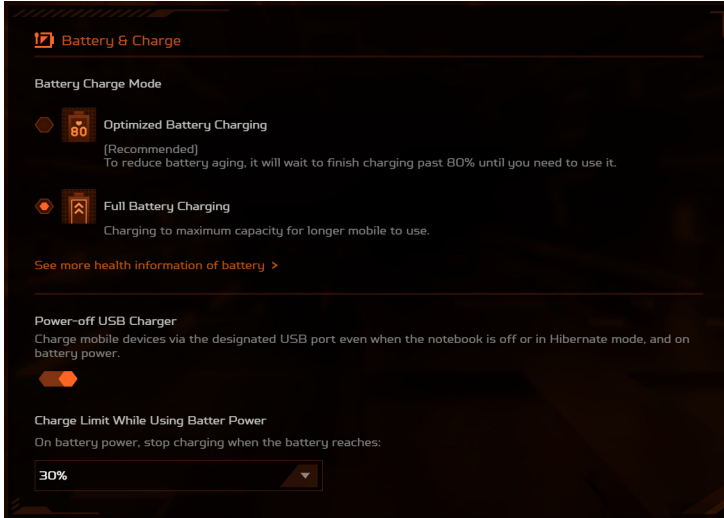 Battery & Charge
Battery Charge Mode
80
Optimized Battery Charging
(Recommended)
To reduce battery aging, it will wait to finish charging past 80% until you need to use it.
Full Battery Charging
Charging to maximum capacity for longer mobile to use.
See more health information of battery >
Power-off USB Charger
Charge mobile devices via the designated USB port even when the notebook is off or in Hibernate mode, and on
battery power.
Charge Limit While Using Batter Power
On battery power, stop charging when the battery reaches:
30%